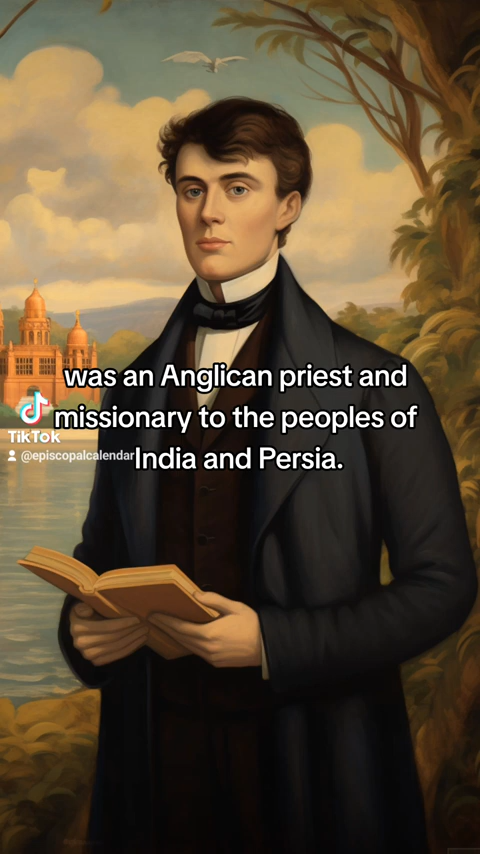 was an Anglican priest and
missionary to the peoples of
India and Persia.
TikTok
@episcopalcalendar